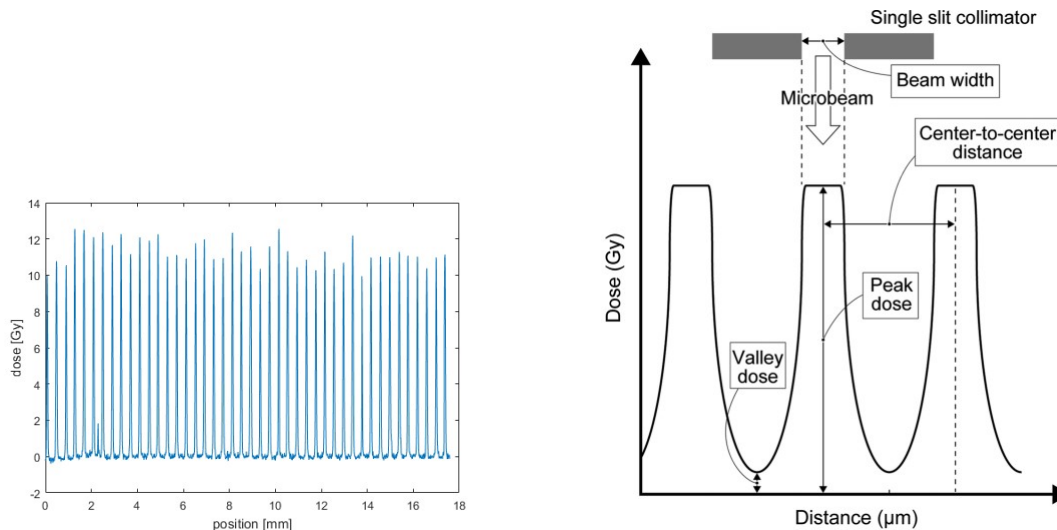 14
12
10
8
6
4
2
0
-2
dose [Gy]
0 2 4 6 8 10 12 14 16 18
position [mm]
Single slit collimator
Beam width
Microbeam
Center-to-center
distance
Peak
dose
Valley
dose
Dose (Gy)
Distance (μm)